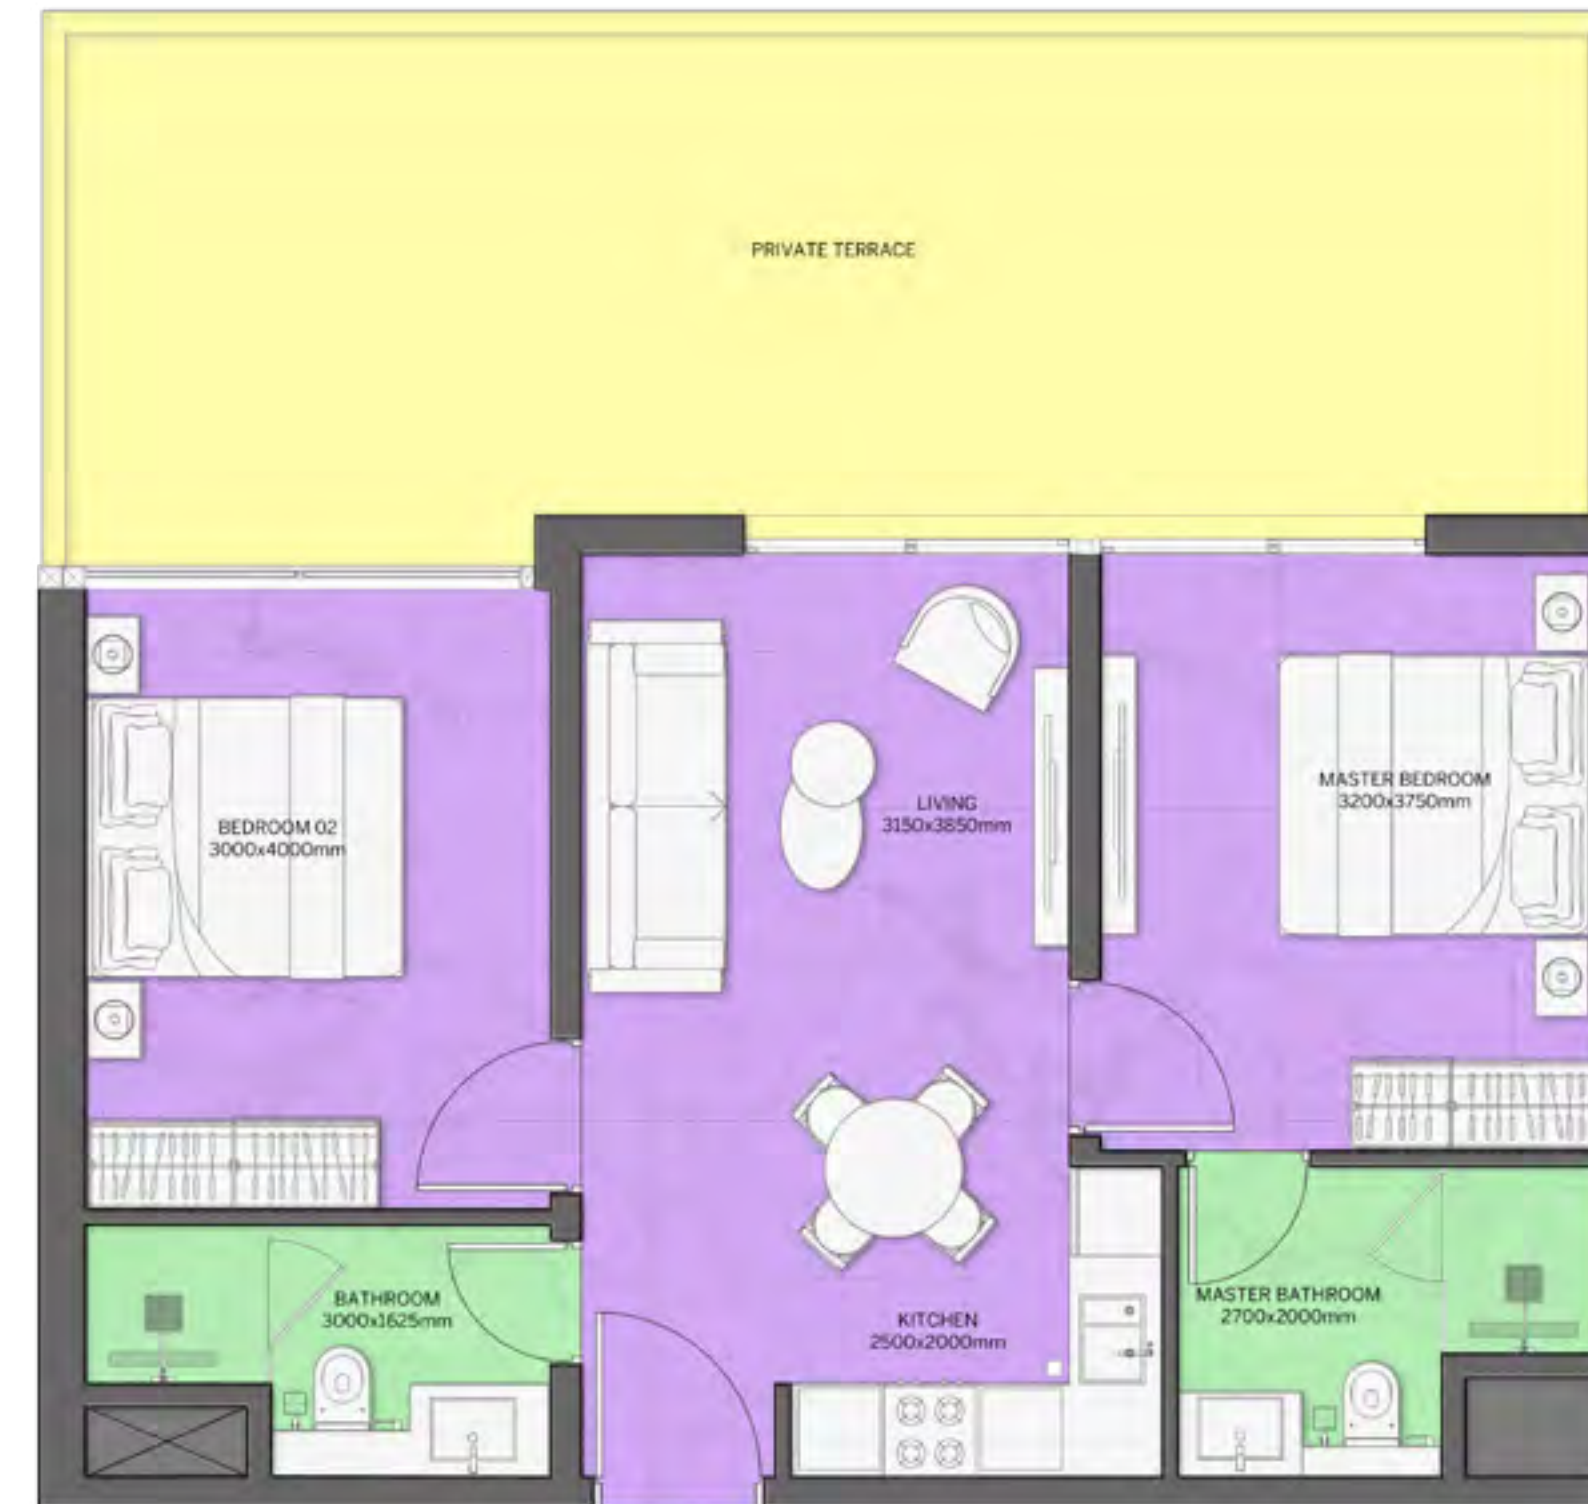 PRIVATE TERRACE
MASTER BEDROOM
3200x3750mm
LIVING
3150x3850mm
BEDROOM 02
3000x4000mm
BATHROOM
3000x1625mm
KITCHEN
2500x2000mm
MASTER BATHROOM
2700x2000mm